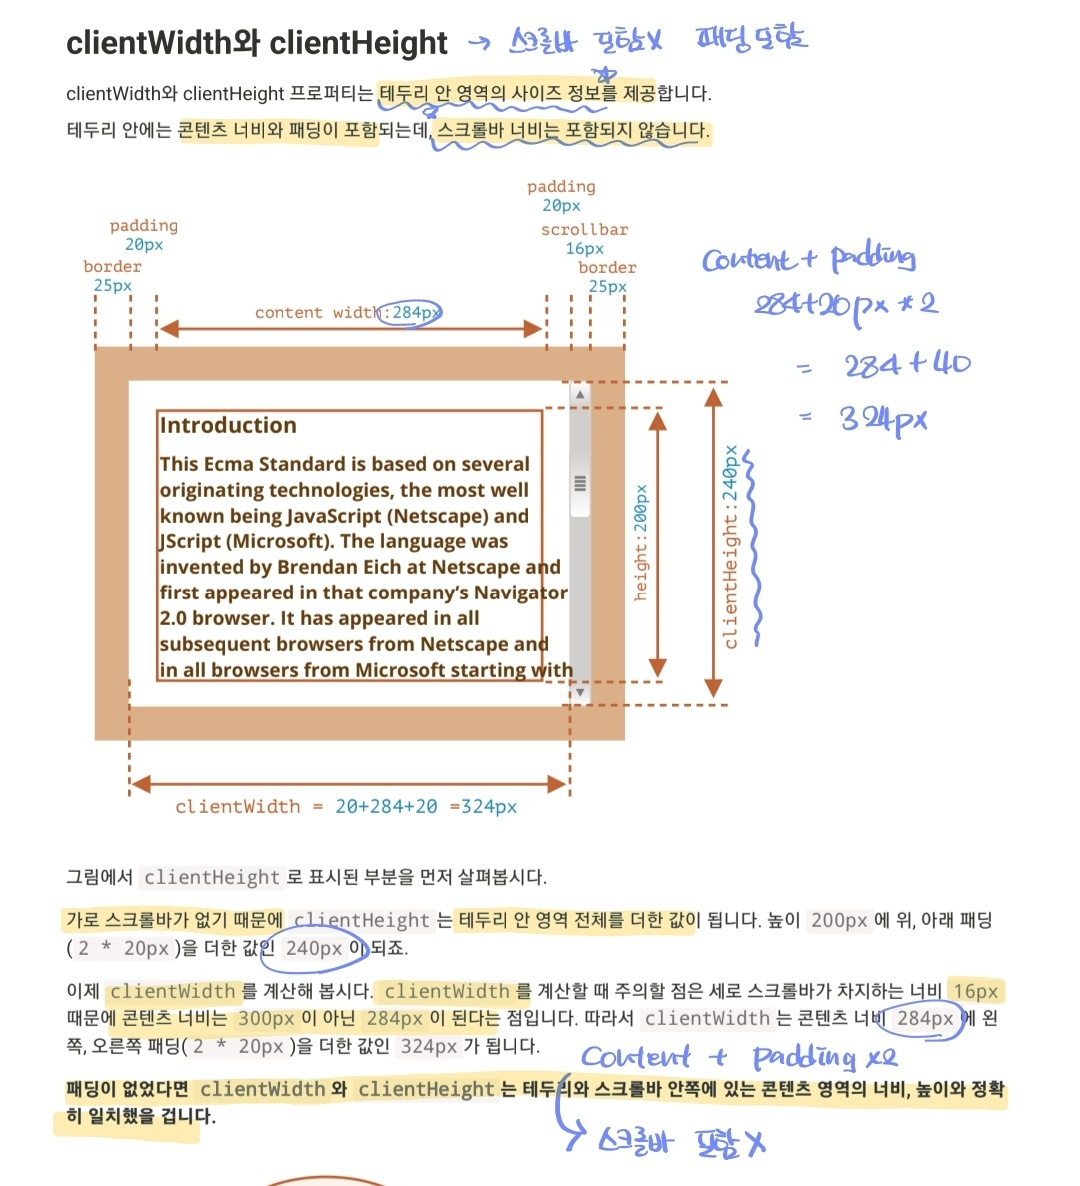 clientWidth와 clientHeight → 스크롤바 포함X 패딩 포함
clientWidth와 clientHeight 프로퍼티는 테두리 안 영역의 사이즈 정보를 제공합니다.
테두리 안에는 콘텐츠 너비와 패딩이 포함되는데, 스크롤바 너비는 포함되지 않습니다.
padding
20px
scrollbar
16px
border
25px
padding
20px
border
25px
content width:284px
Content + padding
284+20px * 2
= 284+40
= 324px
Introduction
This Ecma Standard is based on several
originating technologies, the most well
known being JavaScript (Netscape) and
JScript (Microsoft). The language was
invented by Brendan Eich at Netscape and
first appeared in that company's Navigator
2.0 browser. It has appeared in all
subsequent browsers from Netscape and
in all browsers from Microsoft starting with
height:200px
clientHeight:240px
clientWidth = 20+284+20 =324px
그림에서 clientHeight 로 표시된 부분을 먼저 살펴봅시다.
가로 스크롤바가 없기 때문에 clientHeight 는 테두리 안 영역 전체를 더한 값이 됩니다. 높이 200px 에 위, 아래 패딩
( 2 * 20px )을 더한 값인 240px 이 되죠.
이제 clientWidth 를 계산해 봅시다. clientWidth 를 계산할 때 주의할 점은 세로 스크롤바가 차지하는 너비 16px
때문에 콘텐츠 너비는 300px 이 아닌 284px 이 된다는 점입니다. 따라서 clientWidth 는 콘텐츠 너비 284px 에 왼
쪽, 오른쪽 패딩( 2 * 20px )을 더한 값인 324px 가 됩니다.
Content + padding x2
패딩이 없었다면 clientWidth 와 clientHeight 는 테두리와 스크롤바 안쪽에 있는 콘텐츠 영역의 너비, 높이와 정확
히 일치했을 겁니다.
스크롤바 포함 X